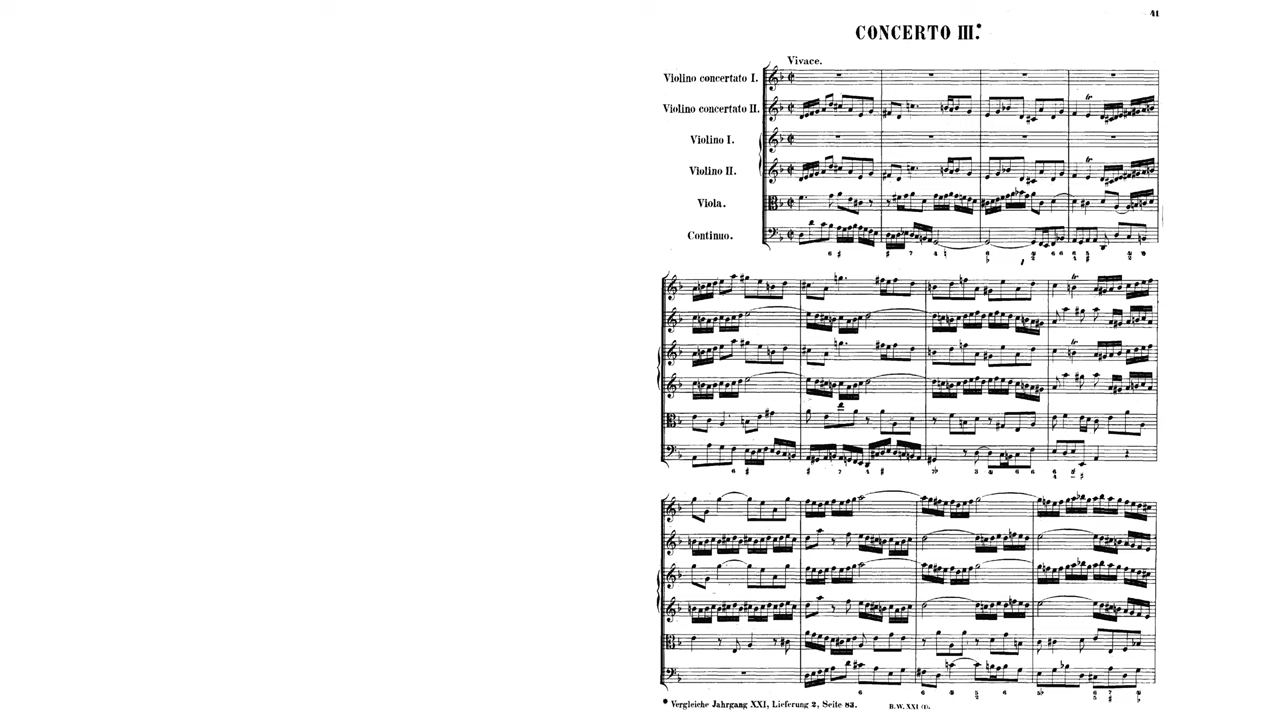 41
CONCERTO III.*
Vivace.
Violino concertato I.
Violino concertato II.
Violino I.
Violino II.
Viola.
Continuo.
* Vergleiche Jahrgang XXI, Lieferung 2, Seite 83.
B.W. XXI (1).